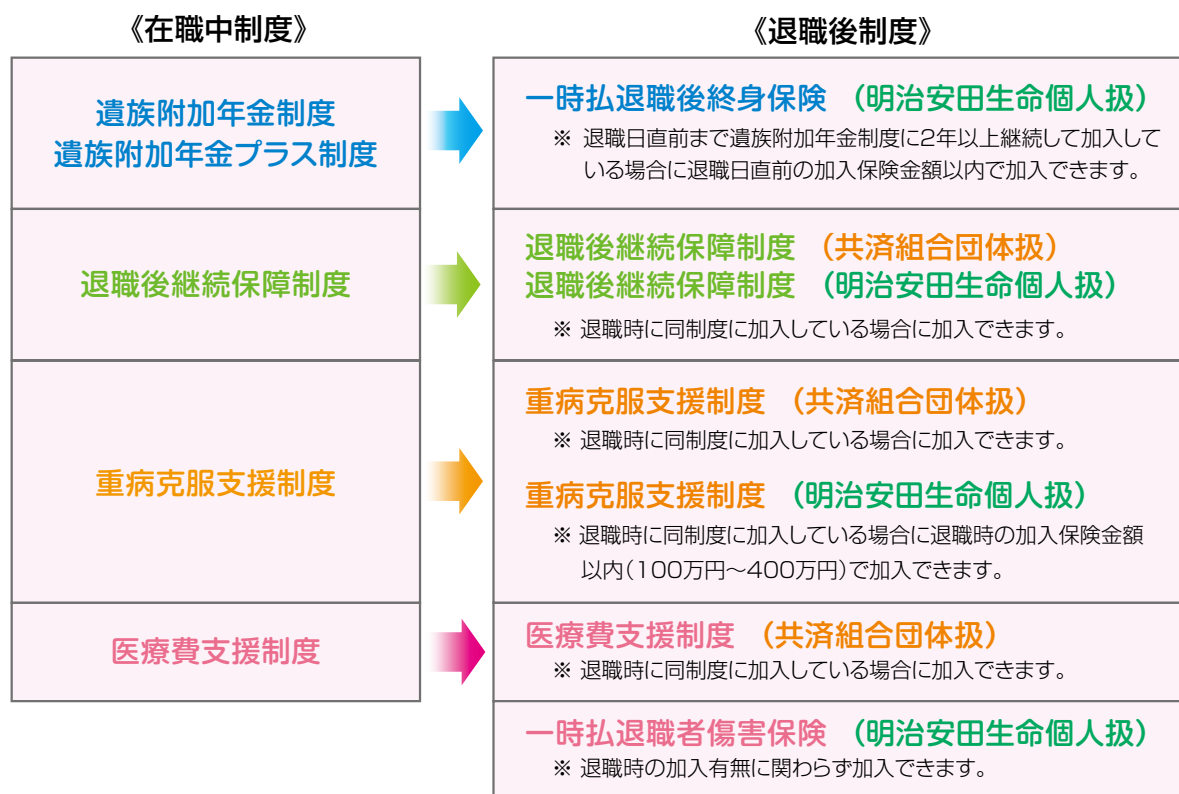 《在職中制度》
《退職後制度》
遺族附加年金制度
遺族附加年金プラス制度
一時払退職後終身保険 （明治安田生命個人扱）
※ 退職日直前まで遺族附加年金制度に2年以上継続して加入して
いる場合に退職日直前の加入保険金額以内で加入できます。
退職後継続保障制度
退職後継続保障制度 （共済組合団体扱）
退職後継続保障制度 （明治安田生命個人扱）
※ 退職時に同制度に加入している場合に加入できます。
重病克服支援制度
重病克服支援制度 （共済組合団体扱）
※ 退職時に同制度に加入している場合に加入できます。
重病克服支援制度 （明治安田生命個人扱）
※ 退職時に同制度に加入している場合に退職時の加入保険金額
以内（100万円～400万円）で加入できます。
医療費支援制度
医療費支援制度 （共済組合団体扱）
※ 退職時に同制度に加入している場合に加入できます。
一時払退職者傷害保険 （明治安田生命個人扱）
※ 退職時の加入有無に関わらず加入できます。